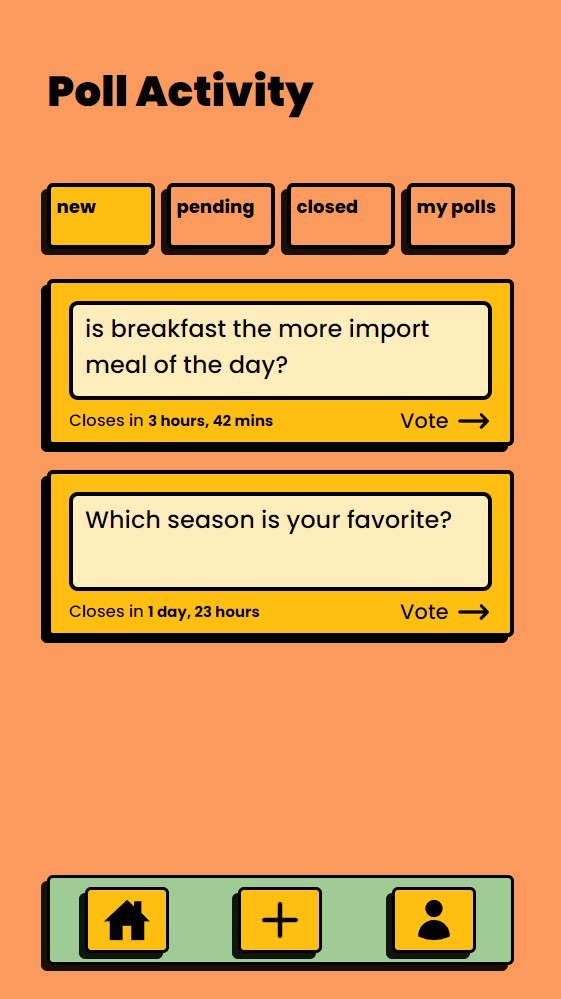 Poll Activity
new pending closed my polls
is breakfast the more import
meal of the day?
Closes in 3 hours, 42 mins Vote
Which season is your favorite?
Closes in 1 day, 23 hours Vote